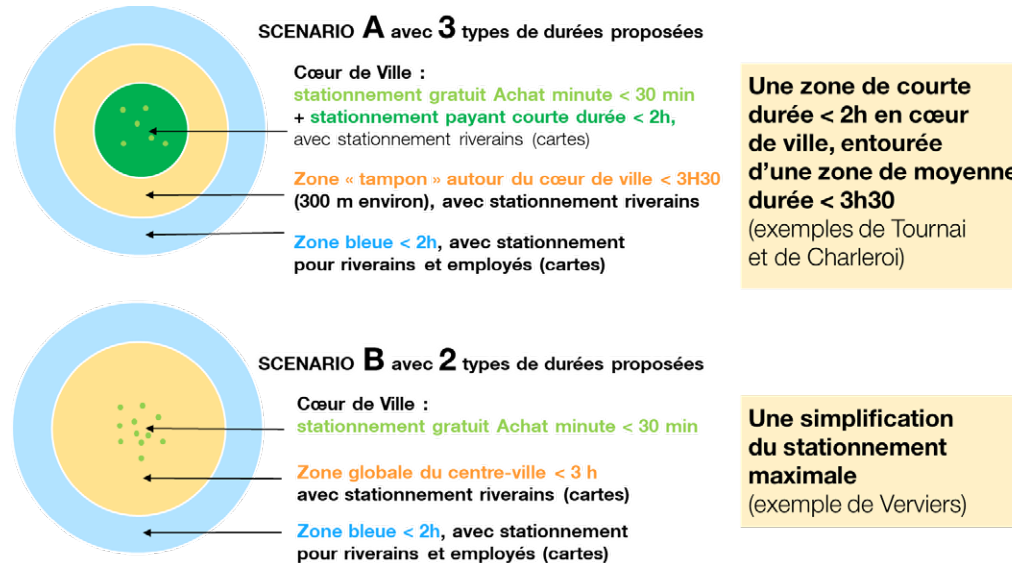 SCENARIO A avec 3 types de durées proposées
Cœur de Ville :
stationnement gratuit Achat minute < 30 min
+ stationnement payant courte durée < 2h,
avec stationnement riverains (cartes)
Zone « tampon » autour du cœur de ville < 3H30
(300 m environ), avec stationnement riverains
Zone bleue < 2h, avec stationnement
pour riverains et employés (cartes)
Une zone de courte
durée < 2h en cœur
de ville, entourée
d’une zone de moyenne
durée < 3h30
(exemples de Tournai
et de Charleroi)
SCENARIO B avec 2 types de durées proposées
Cœur de Ville :
stationnement gratuit Achat minute < 30 min
Zone globale du centre-ville < 3 h
avec stationnement riverains (cartes)
Zone bleue < 2h, avec stationnement
pour riverains et employés (cartes)
Une simplification
du stationnement
maximale
(exemple de Verviers)